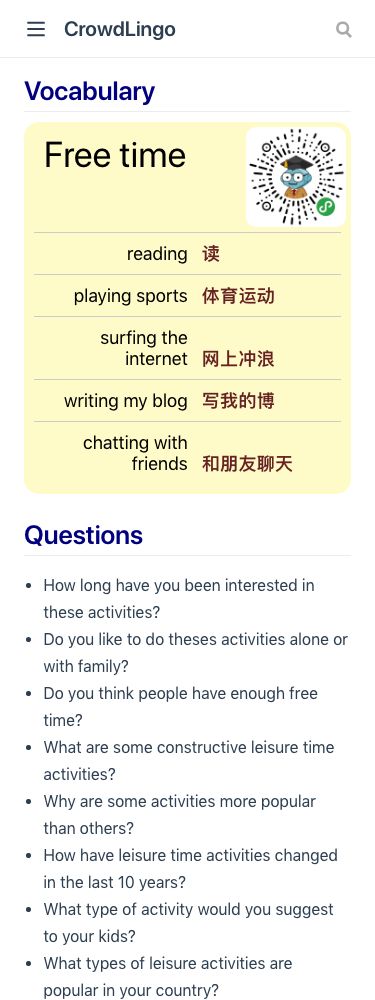 CrowdLingo
Vocabulary
Free time
reading 读
playing sports 体育运动
surfing the
internet 网上冲浪
writing my blog 写我的博
chatting with
friends 和朋友聊天
Questions
• How long have you been interested in
these activities?
• Do you like to do theses activities alone or
with family?
• Do you think people have enough free
time?
• What are some constructive leisure time
activities?
• Why are some activities more popular
than others?
• How have leisure time activities changed
in the last 10 years?
• What type of activity would you suggest
to your kids?
• What types of leisure activities are
popular in your country?